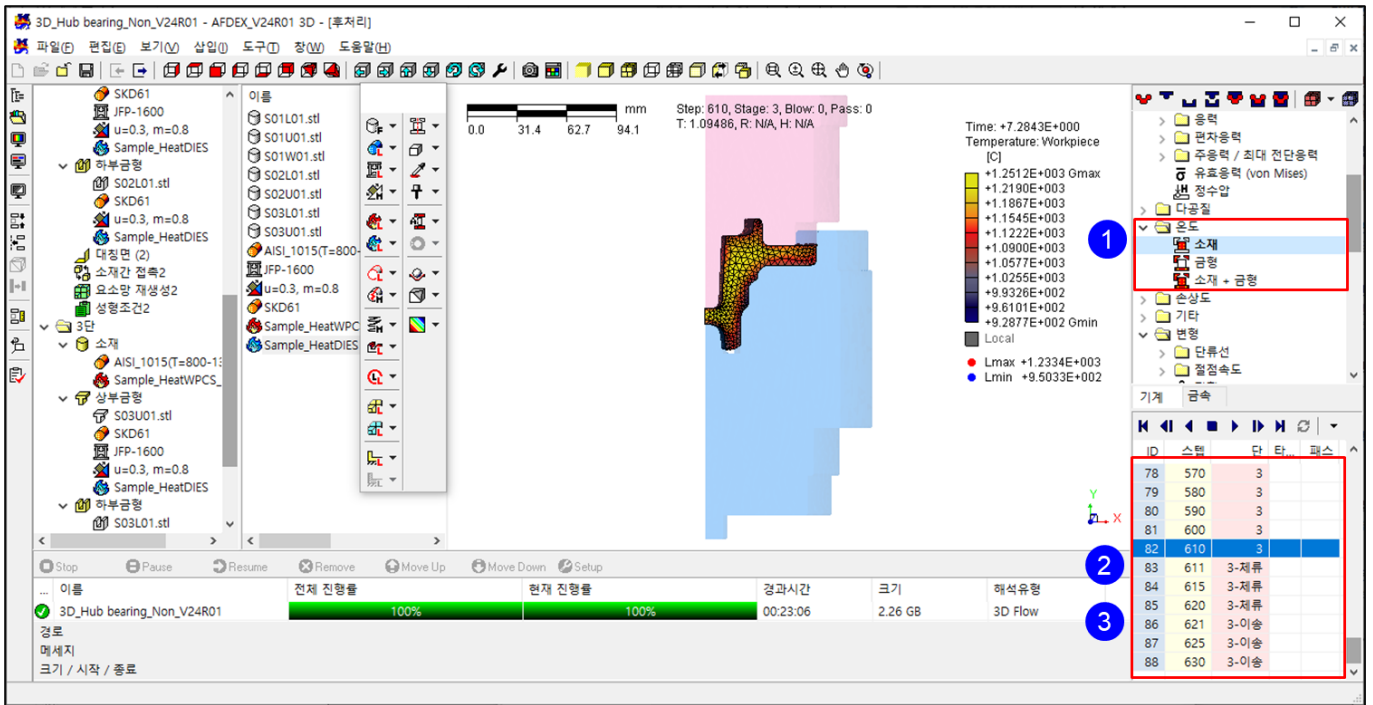 3D_Hub bearing_Non_V24R01 - AFDEX_V24R01 3D - [후처리]
파일(F) 편집(E) 보기(V) 삽입(I) 도구(T) 창(W) 도움말(H)
SKD61
JFP-1600
u=0.3, m=0.8
Sample_HeatDIES
하부금형
S02L01.stl
SKD61
u=0.3, m=0.8
Sample_HeatDIES
대칭면 (2)
소재간 접촉2
요소망 재생성2
성형조건2
3단
소재
AISI_1015(T=800-13
Sample_HeatWPCS_
상부금형
S03U01.stl
SKD61
JFP-1600
u=0.3, m=0.8
Sample_HeatDIES
하부금형
S03L01.stl
이름
S01L01.stl
S01U01.stl
S01W01.stl
S02L01.stl
S02U01.stl
S03L01.stl
S03U01.stl
AISI_1015(T=800-
JFP-1600
u=0.3, m=0.8
SKD61
Sample_HeatWPC
Sample_HeatDIES
mm
0.0 31.4 62.7 94.1
Step: 610, Stage: 3, Blow: 0, Pass: 0
T: 1.09486, R: N/A, H: N/A
Time: +7.2843E+000
Temperature: Workpiece
[C]
+1.2512E+003 Gmax
+1.2190E+003
+1.1867E+003
+1.1545E+003
+1.1222E+003
+1.0900E+003
+1.0577E+003
+1.0255E+003
+9.9326E+002
+9.6101E+002
+9.2877E+002 Gmin
Local
Lmax +1.2334E+003
Lmin +9.5033E+002
Y
Z X
응력
편차응력
주응력 / 최대 전단응력
유효응력 (von Mises)
정수압
다공질
1
온도
소재
금형
소재 + 금형
손상도
기타
변형
단류선
절점속도
기계 금속
ID 스텝 단 타... 패스
78 570 3
79 580 3
80 590 3
81 600 3
82 610 3
2
83 611 3-체류
84 615 3-체류
85 620 3-체류
3
86 621 3-이송
87 625 3-이송
88 630 3-이송
Stop Pause Resume Remove Move Up Move Down Setup
... 이름 전체 진행률 현재 진행률 경과시간 크기 해석유형
3D_Hub bearing_Non_V24R01 100% 100% 00:23:06 2.26 GB 3D Flow
경로
메세지
크기 / 시작 / 종료